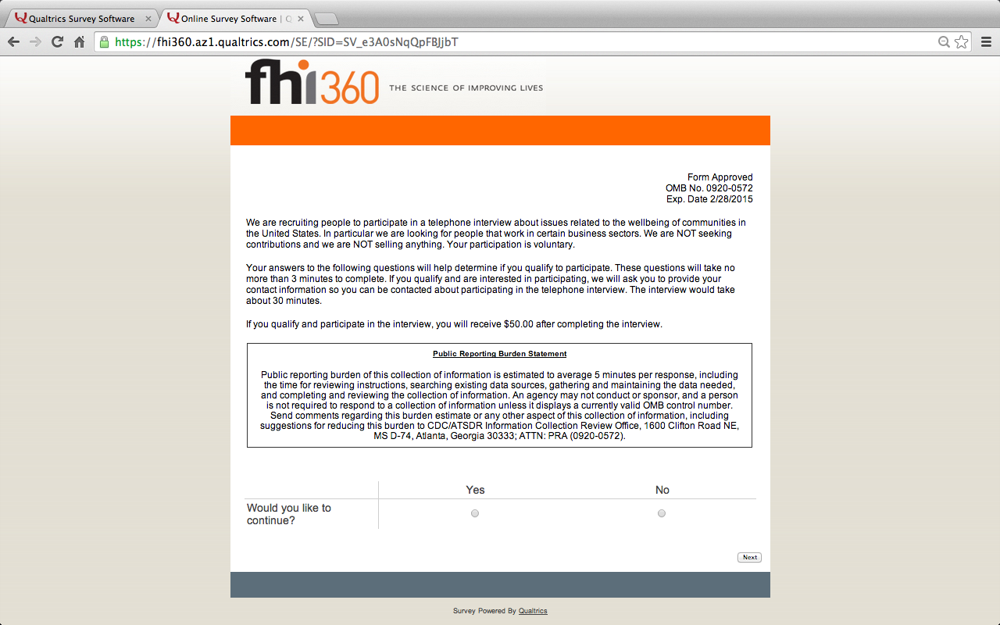 Qualtrics Survey Software
Online Survey Software | Q
https://fhi360.az1.qualtrics.com/SE/?SID=SV_e3A0sNqQpFBJjbT
fhi360 THE SCIENCE OF IMPROVING LIVES
Form Approved
OMB No. 0920-0572
Exp. Date 2/28/2015
We are recruiting people to participate in a telephone interview about issues related to the wellbeing of communities in
the United States. In particular we are looking for people that work in certain business sectors. We are NOT seeking
contributions and we are NOT selling anything. Your participation is voluntary.
Your answers to the following questions will help determine if you qualify to participate. These questions will take no
more than 3 minutes to complete. If you qualify and are interested in participating, we will ask you to provide your
contact information so you can be contacted about participating in the telephone interview. The interview would take
about 30 minutes.
If you qualify and participate in the interview, you will receive $50.00 after completing the interview.
Public Reporting Burden Statement
Public reporting burden of this collection of information is estimated to average 5 minutes per response, including
the time for reviewing instructions, searching existing data sources, gathering and maintaining the data needed,
and completing and reviewing the collection of information. An agency may not conduct or sponsor, and a person
is not required to respond to a collection of information unless it displays a currently valid OMB control number.
Send comments regarding this burden estimate or any other aspect of this collection of information, including
suggestions for reducing this burden to CDC/ATSDR Information Collection Review Office, 1600 Clifton Road NE,
MS D-74, Atlanta, Georgia 30333; ATTN: PRA (0920-0572).
Yes No
Would you like to
continue?
Next
Survey Powered By Qualtrics